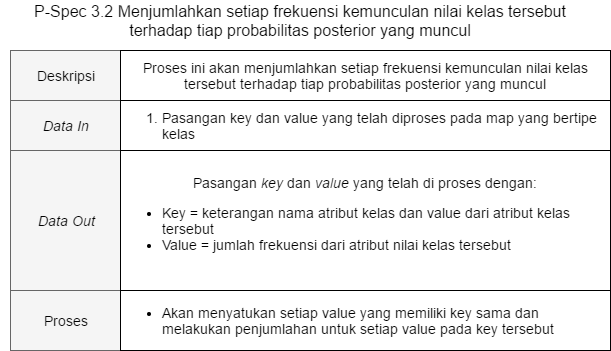 P-Spec 3.2 Menjumlahkan setiap frekuensi kemunculan nilai kelas tersebut
terhadap tiap probabilitas posterior yang muncul
Deskripsi
Proses ini akan menjumlahkan setiap frekuensi kemunculan nilai kelas
tersebut terhadap tiap probabilitas posterior yang muncul
Data In
1. Pasangan key dan value yang telah diproses pada map yang bertipe
kelas
Data Out
Pasangan key dan value yang telah di proses dengan:
• Key = keterangan nama atribut kelas dan value dari atribut kelas
tersebut
• Value = jumlah frekuensi dari atribut nilai kelas tersebut
Proses
• Akan menyatukan setiap value yang memiliki key sama dan
melakukan penjumlahan untuk setiap value pada key tersebut